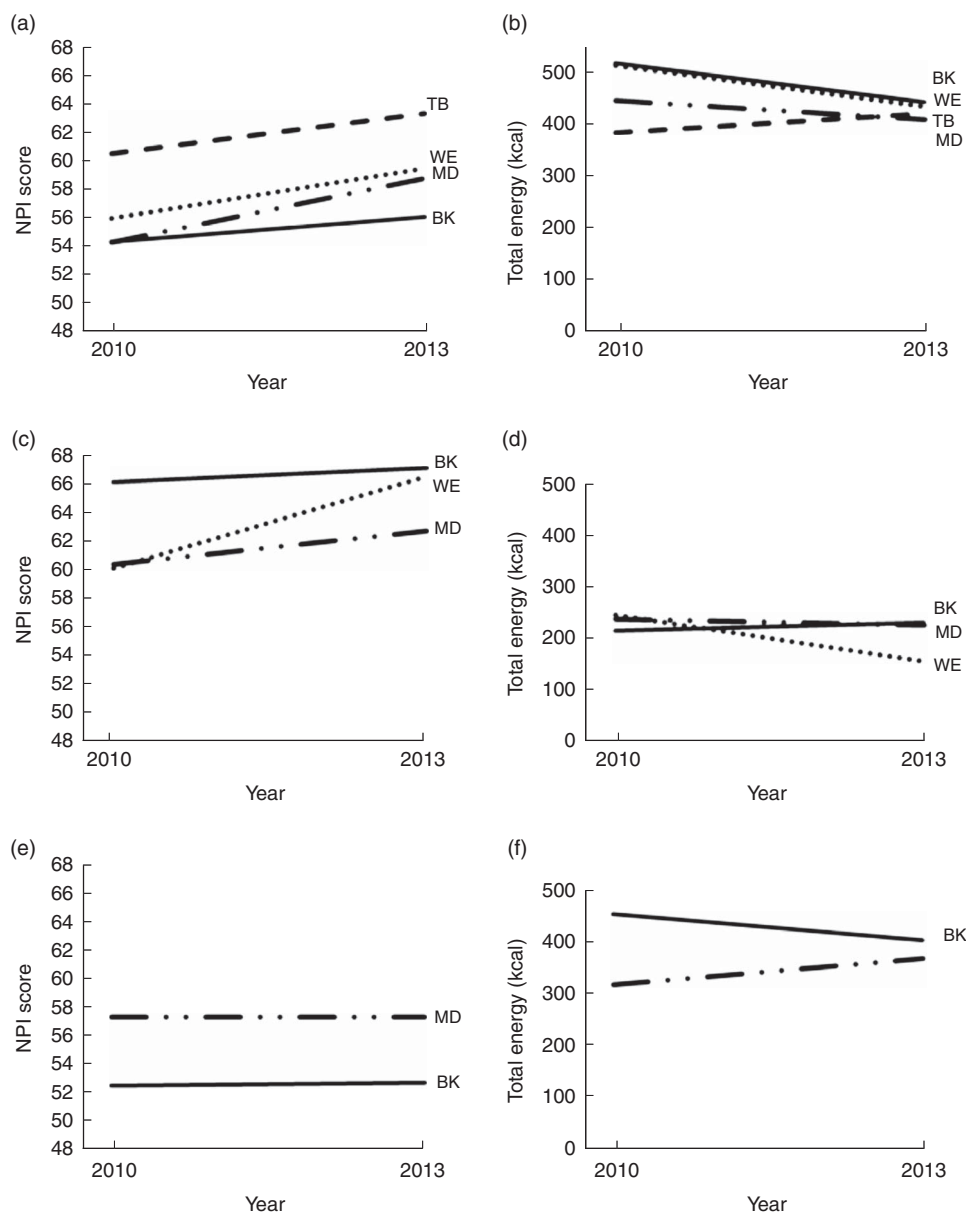 (a)
68
66
64
62
60
58
56
54
52
50
48
NPI score
TB
WE
MD
BK
2010
2013
Year
(b)
500
400
300
200
100
0
Total energy (kcal)
BK
WE
TB
MD
2010
2013
Year
(c)
68
66
64
62
60
58
56
54
52
50
48
NPI score
BK
WE
MD
2010
2013
Year
(d)
500
400
300
200
100
0
Total energy (kcal)
BK
MD
WE
2010
2013
Year
(e)
68
66
64
62
60
58
56
54
52
50
48
NPI score
MD
BK
2010
2013
Year
(f)
500
400
300
200
100
0
Total energy (kcal)
BK
2010
2013
Year